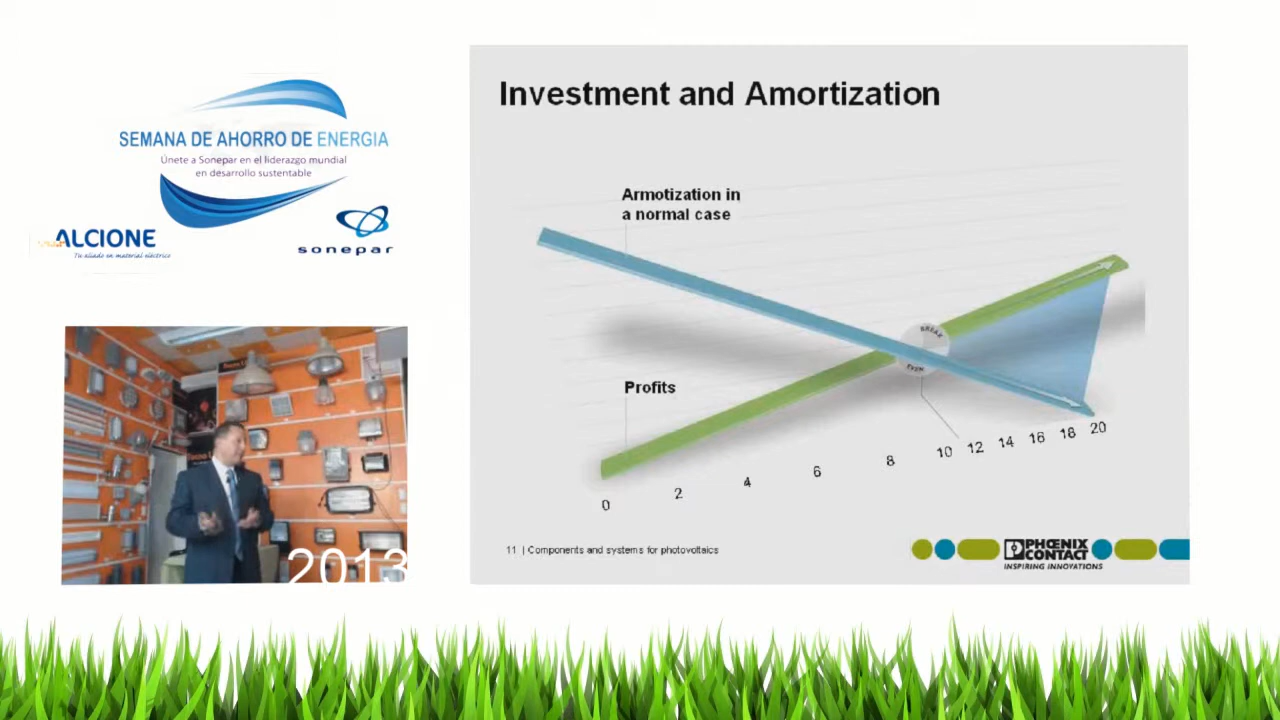 SEMANA DE AHORRO DE ENERGIA
Únete a Sonepar en el liderazgo mundial
en desarrollo sustentable
ALCIONE
Tu aliado en material eléctrico
sonepar
2013
Investment and Amortization
Armotization in
a normal case
BREAK
EVEN
Profits
0 2 4 6 8 10 12 14 16 18 20
11 | Components and systems for photovoltaics
PHŒNIX
CONTACT
INSPIRING INNOVATIONS